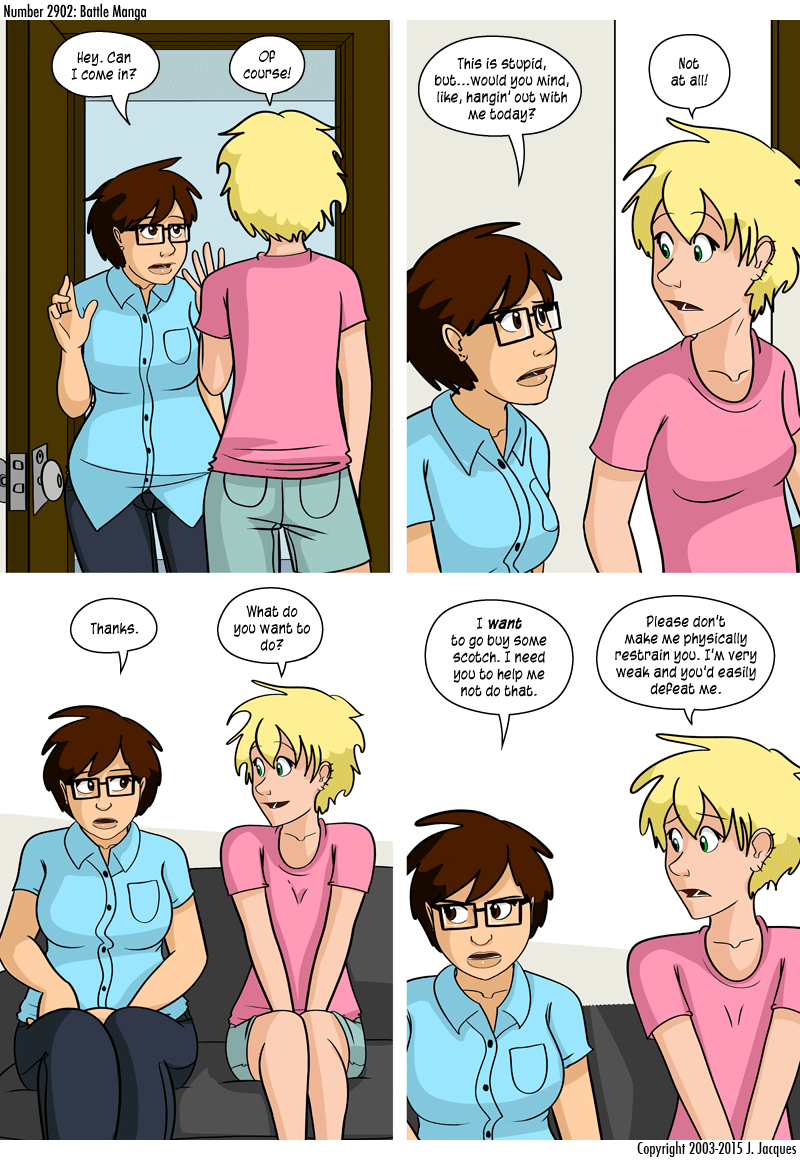 Number 2902: Battle Manga
Hey. Can
I come in?
Of
course!
This is stupid,
but...would you mind,
like, hangin' out with
me today?
Not
at all!
Thanks.
What do
you want to
do?
I want
to go buy some
scotch. I need
you to help me
not do that.
Please don't
make me physically
restrain you. I'm very
weak and you'd easily
defeat me.
Copyright 2003-2015 J. Jacques